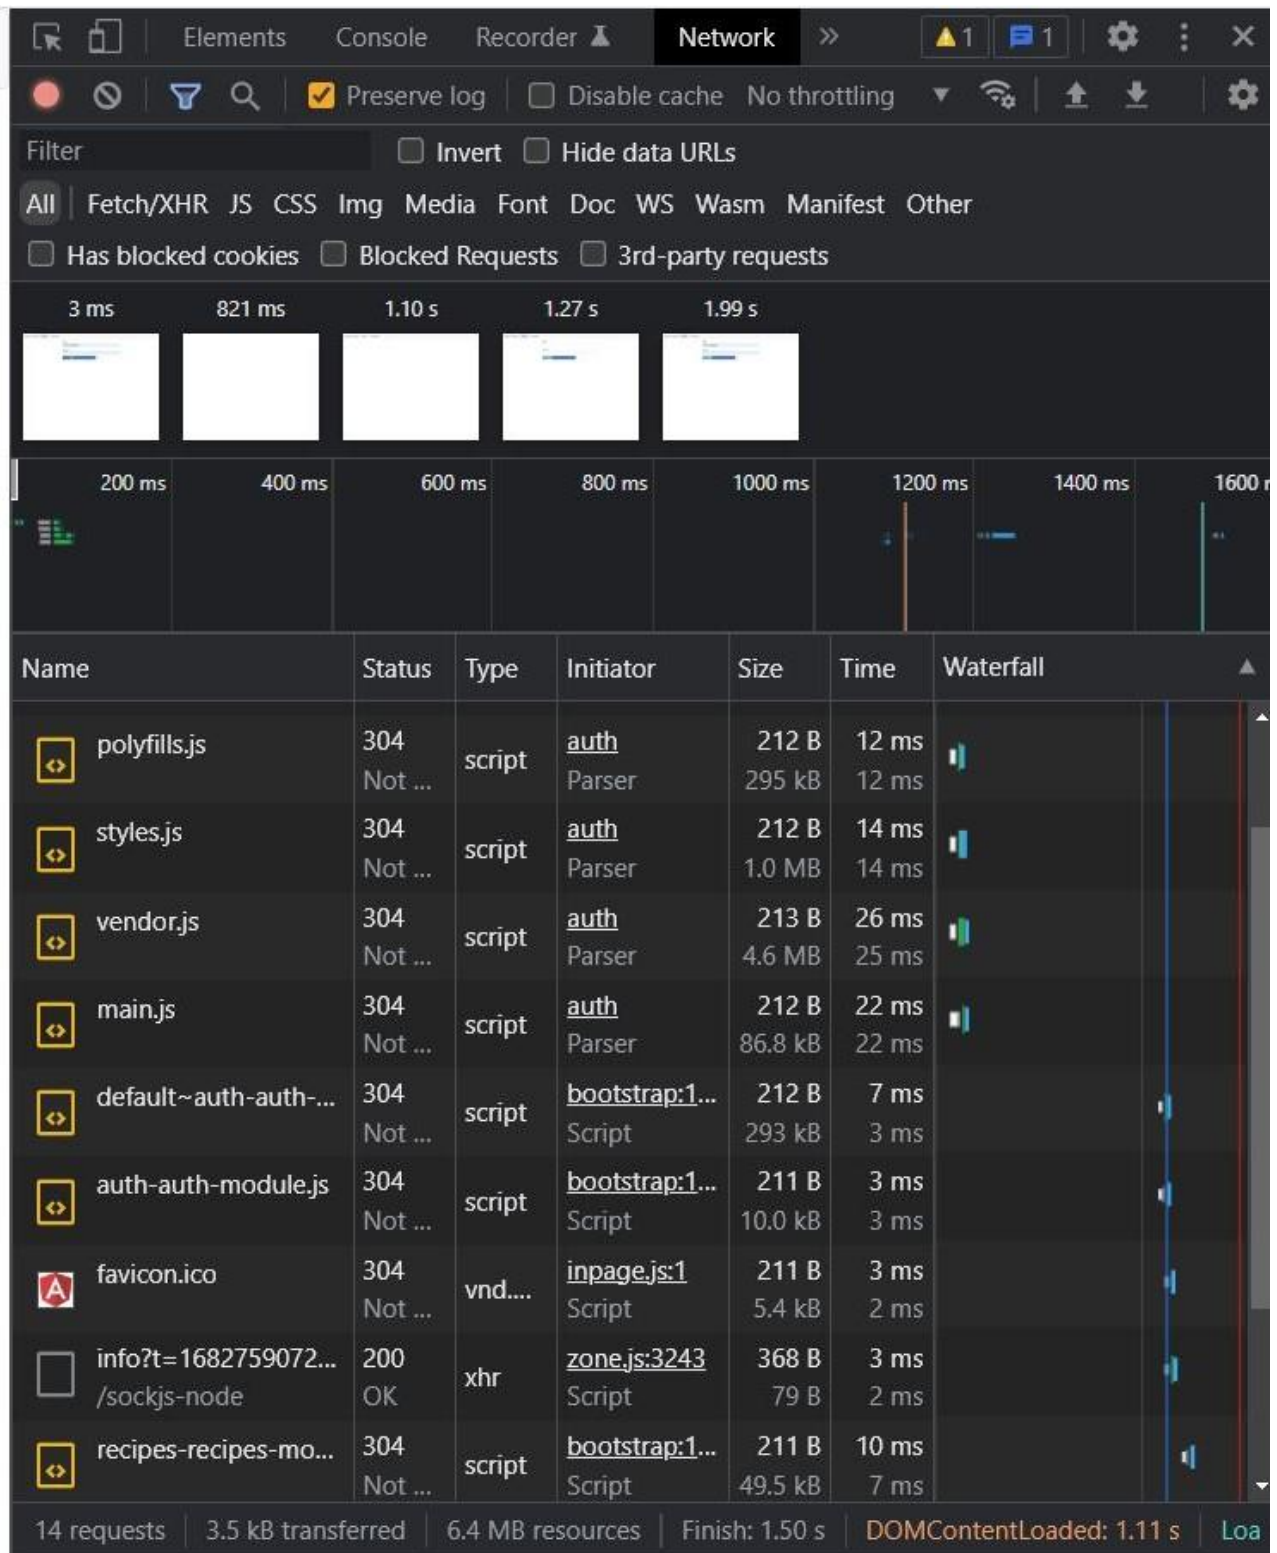 Elements Console Recorder Network 1 1
Preserve log Disable cache No throttling
Filter Invert Hide data URLs
All Fetch/XHR JS CSS Img Media Font Doc WS Wasm Manifest Other
Has blocked cookies Blocked Requests 3rd-party requests
3 ms 821 ms 1.10 s 1.27 s 1.99 s
200 ms 400 ms 600 ms 800 ms 1000 ms 1200 ms 1400 ms 1600 r
Name Status Type Initiator Size Time Waterfall
polyfills.js 304 script auth 212 B 12 ms
Not ... Parser 295 kB 12 ms
styles.js 304 script auth 212 B 14 ms
Not ... Parser 1.0 MB 14 ms
vendor.js 304 script auth 213 B 26 ms
Not ... Parser 4.6 MB 25 ms
main.js 304 script auth 212 B 22 ms
Not ... Parser 86.8 kB 22 ms
default~auth-auth-... 304 script bootstrap:1... 212 B 7 ms
Not ... Script 293 kB 3 ms
auth-auth-module.js 304 script bootstrap:1... 211 B 3 ms
Not ... Script 10.0 kB 3 ms
favicon.ico 304 vnd.... inpage.js:1 211 B 3 ms
Not ... Script 5.4 kB 2 ms
info?t=1682759072... 200 xhr zone.js:3243 368 B 3 ms
/sockjs-node OK Script 79 B 2 ms
recipes-recipes-mo... 304 script bootstrap:1... 211 B 10 ms
Not ... Script 49.5 kB 7 ms
14 requests 3.5 kB transferred 6.4 MB resources Finish: 1.50 s DOMContentLoaded: 1.11 s Loa